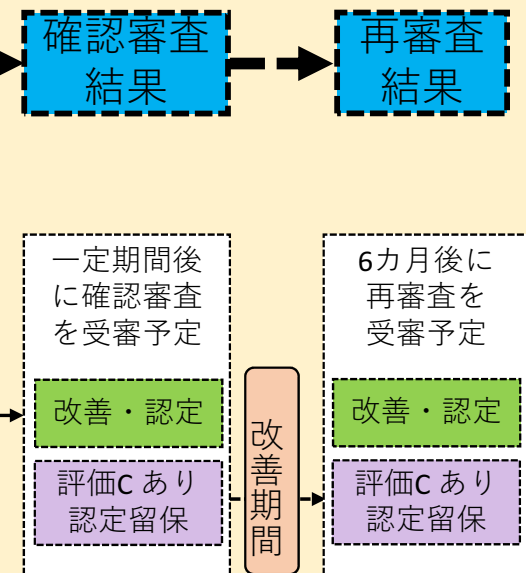 確認審査
結果
再審査
結果
一定期間後
に確認審査
を受審予定
改善・認定
評価C あり
認定留保
改善期間
6カ月後に
再審査を
受審予定
改善・認定
評価C あり
認定留保